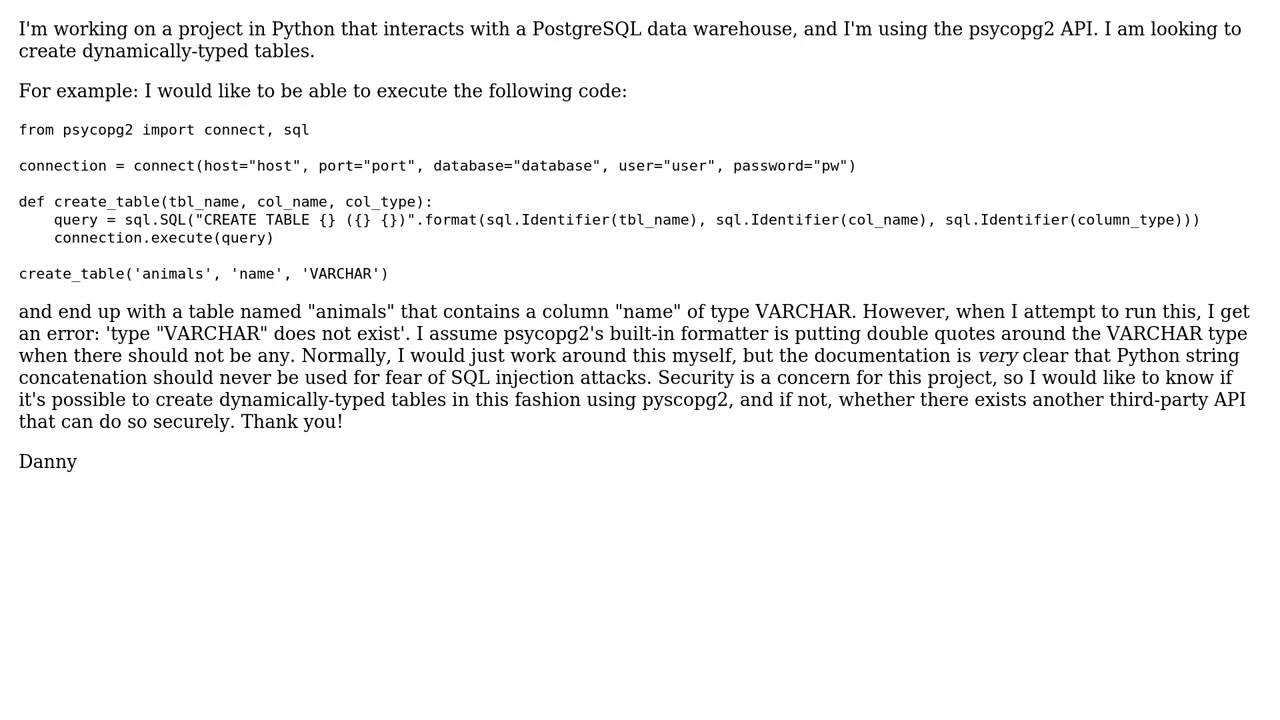 I'm working on a project in Python that interacts with a PostgreSQL data warehouse, and I'm using the psycopg2 API. I am looking to
create dynamically-typed tables.
For example: I would like to be able to execute the following code:
from psycopg2 import connect, sql
connection = connect(host="host", port="port", database="database", user="user", password="pw")
def create_table(tbl_name, col_name, col_type):
    query = sql.SQL("CREATE TABLE {} ({} {})".format(sql.Identifier(tbl_name), sql.Identifier(col_name), sql.Identifier(column_type)))
    connection.execute(query)
create_table('animals', 'name', 'VARCHAR')
and end up with a table named "animals" that contains a column "name" of type VARCHAR. However, when I attempt to run this, I get
an error: 'type "VARCHAR" does not exist'. I assume psycopg2's built-in formatter is putting double quotes around the VARCHAR type
when there should not be any. Normally, I would just work around this myself, but the documentation is very clear that Python string
concatenation should never be used for fear of SQL injection attacks. Security is a concern for this project, so I would like to know if
it's possible to create dynamically-typed tables in this fashion using pyscopg2, and if not, whether there exists another third-party API
that can do so securely. Thank you!
Danny